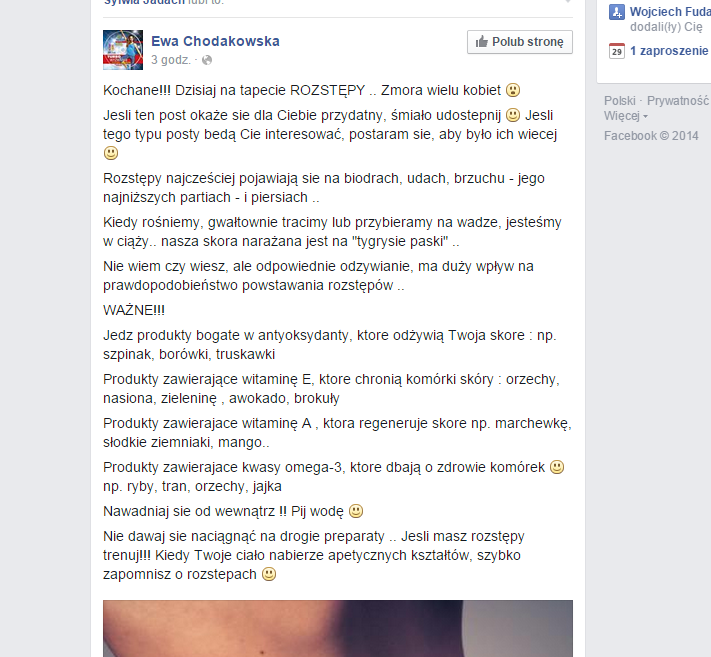 Sylwia Jadach lubi to.
Ewa Chodakowska
3 godz. ·
Polub stronę
Kochane!!! Dzisiaj na tapecie ROZSTĘPY .. Zmora wielu kobiet
Jesli ten post okaże sie dla Ciebie przydatny, śmiało udostepnij Jesli
tego typu posty bedą Cie interesować, postaram sie, aby było ich wiecej
Rozstępy najcześciej pojawiają sie na biodrach, udach, brzuchu - jego
najniższych partiach - i piersiach ..
Kiedy rośniemy, gwałtownie tracimy lub przybieramy na wadze, jesteśmy
w ciąży.. nasza skora narażana jest na "tygrysie paski" ..
Nie wiem czy wiesz, ale odpowiednie odzywianie, ma duży wpływ na
prawdopodobieństwo powstawania rozstępów ..
WAŻNE!!!
Jedz produkty bogate w antyoksydanty, ktore odżywią Twoja skore : np.
szpinak, borówki, truskawki
Produkty zawierające witaminę E, ktore chronią komórki skóry : orzechy,
nasiona, zieleninę , awokado, brokuły
Produkty zawierajace witaminę A , ktora regeneruje skore np. marchewkę,
słodkie ziemniaki, mango..
Produkty zawierajace kwasy omega-3, ktore dbają o zdrowie komórek
np. ryby, tran, orzechy, jajka
Nawadniaj sie od wewnątrz !! Pij wodę
Nie dawaj sie naciągnąć na drogie preparaty .. Jesli masz rozstępy
trenuj!!! Kiedy Twoje ciało nabierze apetycznych kształtów, szybko
zapomnisz o rozstepach
Wojciech Fuda
dodali(ły) Cię
29 1 zaproszenie
Polski · Prywatność
Więcej
Facebook © 2014